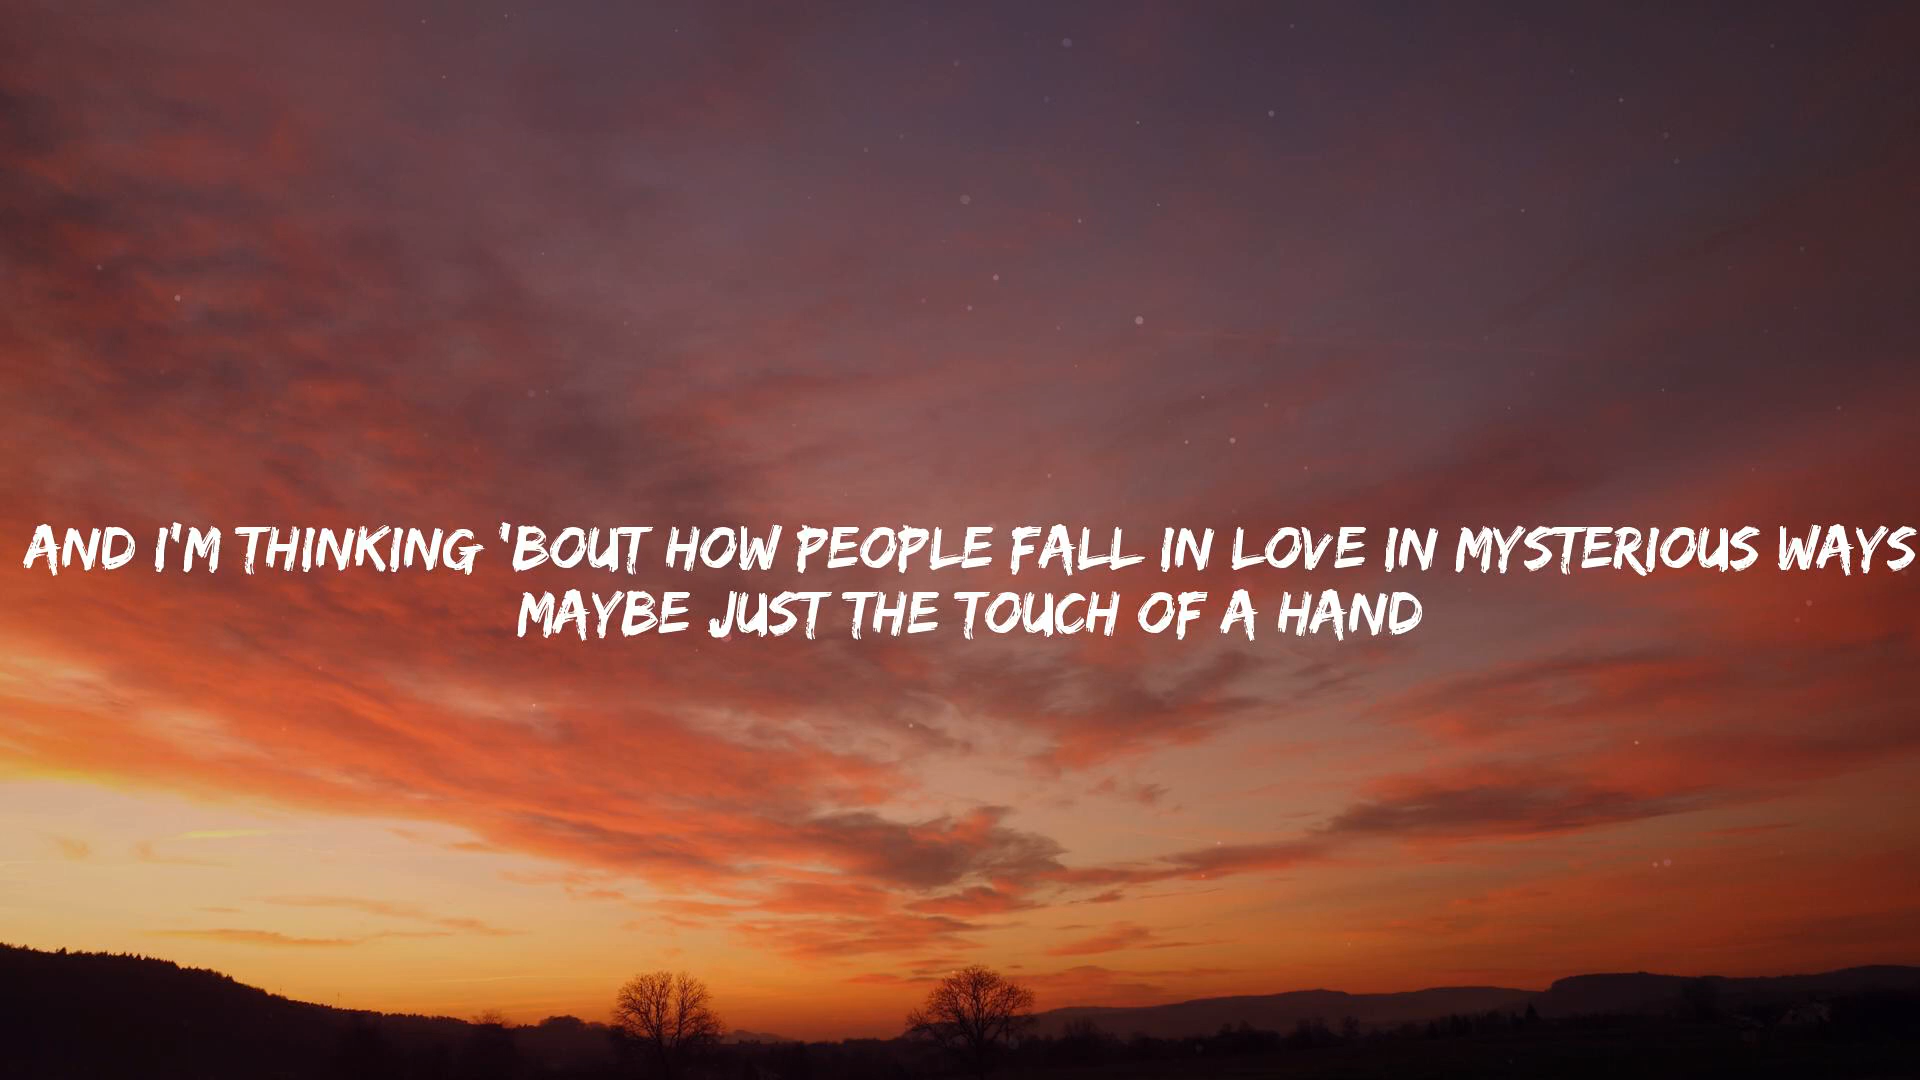 AND I'M THINKING 'BOUT HOW PEOPLE FALL IN LOVE IN MYSTERIOUS WAYS
MAYBE JUST THE TOUCH OF A HAND